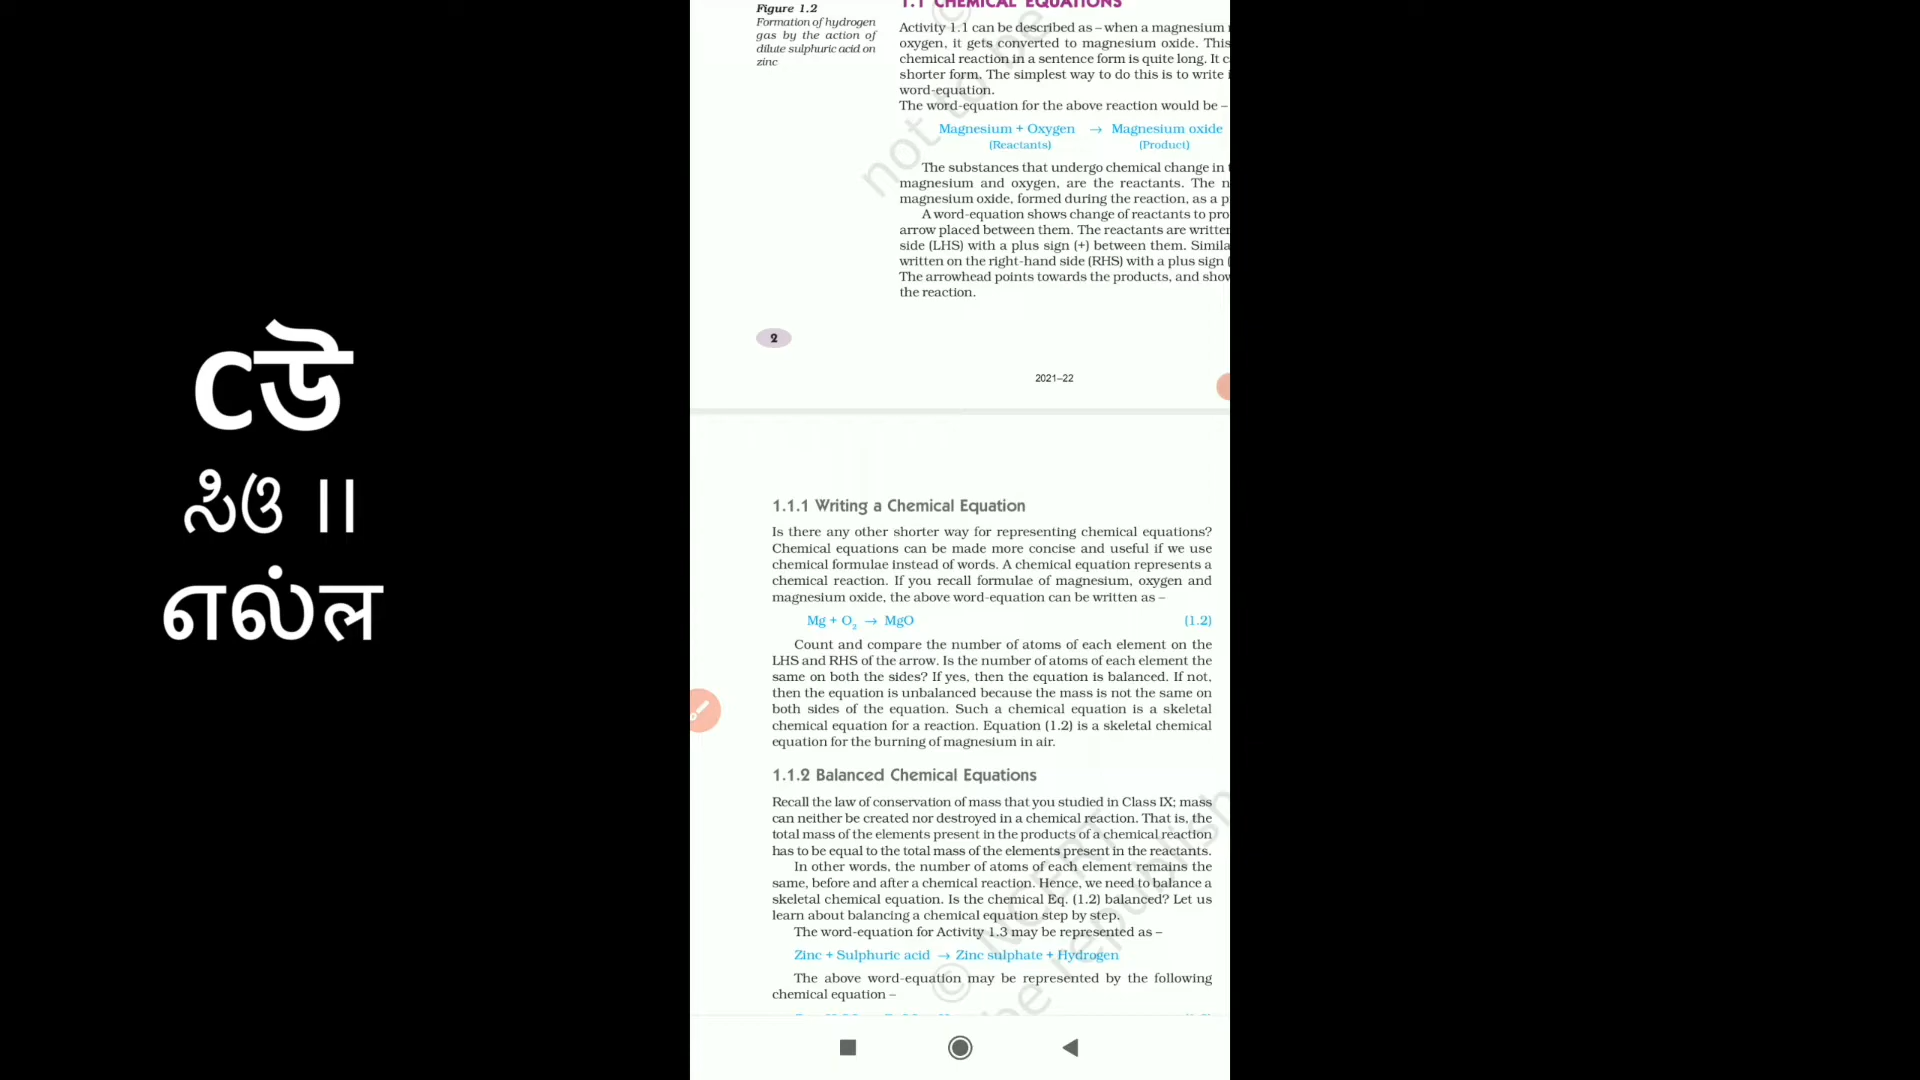 cউ
ऄსྀ ॥
எல்ंल
Figure 1.2
Formation of hydrogen
gas by the action of
dilute sulphuric acid on
zinc
1.1 CHEMICAL EQUATIONS
Activity 1.1 can be described as – when a magnesium
oxygen, it gets converted to magnesium oxide. This
chemical reaction in a sentence form is quite long. It
shorter form. The simplest way to do this is to write
word-equation.
The word-equation for the above reaction would be –
Magnesium + Oxygen → Magnesium oxide
(Reactants) (Product)
The substances that undergo chemical change in
magnesium and oxygen, are the reactants. The
magnesium oxide, formed during the reaction, as a
A word-equation shows change of reactants to
arrow placed between them. The reactants are
side (LHS) with a plus sign (+) between them.
written on the right-hand side (RHS) with a plus sign
The arrowhead points towards the products, and
the reaction.
2
2021–22
1.1.1 Writing a Chemical Equation
Is there any other shorter way for representing chemical equations?
Chemical equations can be made more concise and useful if we use
chemical formulae instead of words. A chemical equation represents a
chemical reaction. If you recall formulae of magnesium, oxygen and
magnesium oxide, the above word-equation can be written as –
Mg + O₂ → MgO (1.2)
Count and compare the number of atoms of each element on the
LHS and RHS of the arrow. Is the number of atoms of each element the
same on both the sides? If yes, then the equation is balanced. If not,
then the equation is unbalanced because the mass is not the same on
both sides of the equation. Such a chemical equation is a skeletal
chemical equation for a reaction. Equation (1.2) is a skeletal chemical
equation for the burning of magnesium in air.
1.1.2 Balanced Chemical Equations
Recall the law of conservation of mass that you studied in Class IX; mass
can neither be created nor destroyed in a chemical reaction. That is, the
total mass of the elements present in the products of a chemical reaction
has to be equal to the total mass of the elements present in the reactants.
In other words, the number of atoms of each element remains the
same, before and after a chemical reaction. Hence, we need to balance a
skeletal chemical equation. Is the chemical Eq. (1.2) balanced? Let us
learn about balancing a chemical equation step by step.
The word-equation for Activity 1.3 may be represented as –
Zinc + Sulphuric acid → Zinc sulphate + Hydrogen
The above word-equation may be represented by the following
chemical equation –
© not to be
© NCERT
be republish